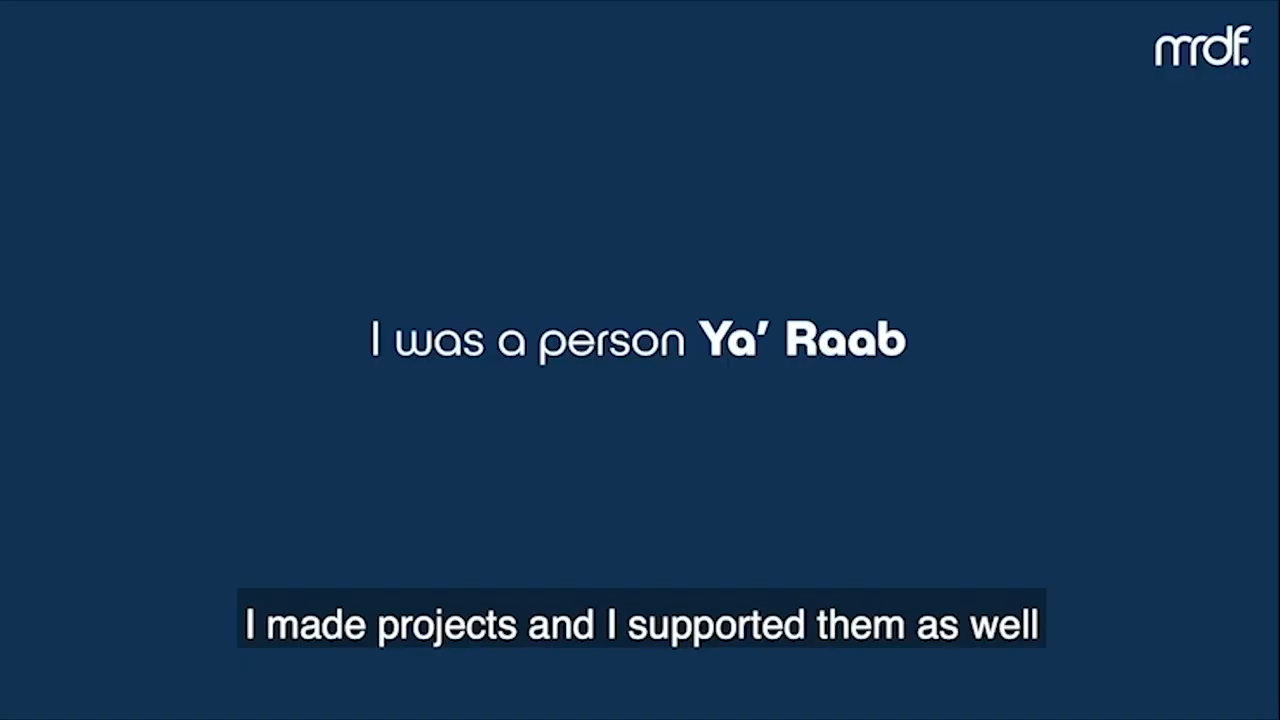 mrdf.
I was a person Ya’ Raab
I made projects and I supported them as well